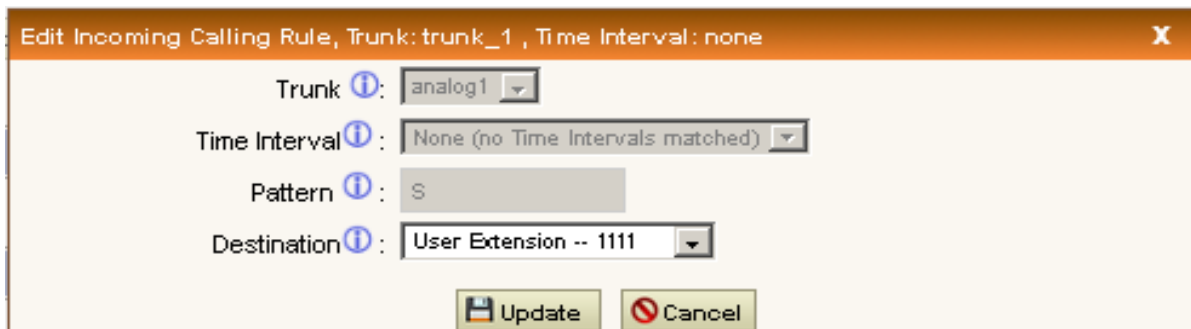 Edit Incoming Calling Rule, Trunk: trunk_1 , Time Interval: none X
Trunk : analog1
Time Interval : None (no Time Intervals matched)
Pattern : S
Destination : User Extension -- 1111
Update Cancel